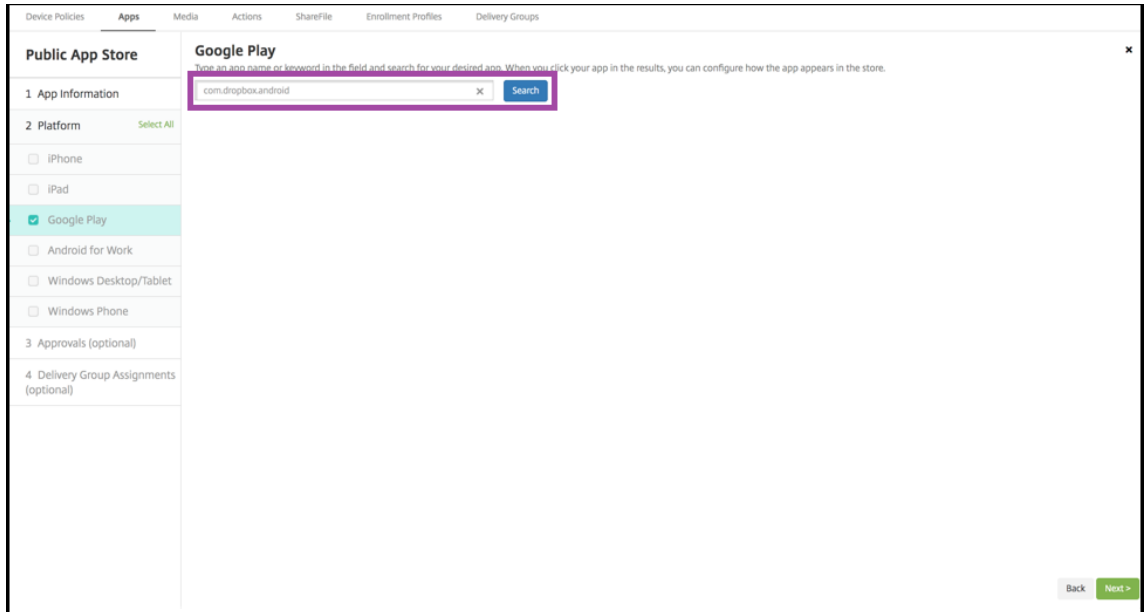 Device Policies Apps Media Actions ShareFile Enrollment Profiles Delivery Groups
Public App Store
1 App Information
2 Platform Select All
iPhone
iPad
Google Play
Android for Work
Windows Desktop/Tablet
Windows Phone
3 Approvals (optional)
4 Delivery Group Assignments
(optional)
Google Play
Type an app name or keyword in the field and search for your desired app. When you click your app in the results, you can configure how the app appears in the store.
com.dropbox.android
Search
Back Next >